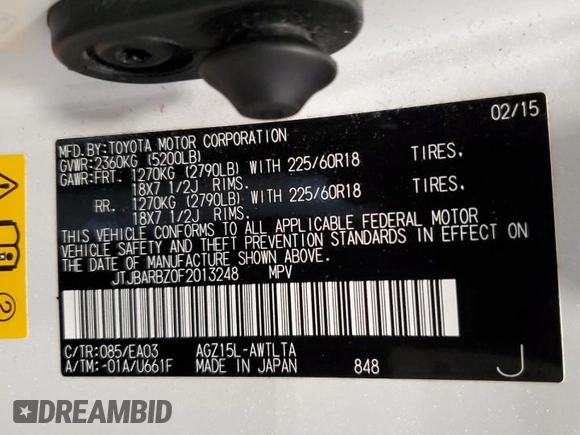 02/15
MFD.BY:TOYOTA MOTOR CORPORATION
GVWR:2360KG (5200LB)
GAWR:FRT. 1270KG (2790LB) WITH 225/60R18 TIRES.
18X7 1/2J RIMS.
RR. 1270KG (2790LB) WITH 225/60R18 TIRES.
18X7 1/2J RIMS.
THIS VEHICLE CONFORMS TO ALL APPLICABLE FEDERAL MOTOR
VEHICLE SAFETY AND THEFT PREVENTION STANDARDS IN EFFECT ON
THE DATE OF MANUFACTURE SHOWN ABOVE.
JTJBARBZ0F2013248 MPV
C/TR:085/EA03 AGZ15L-AWTLTA
A/TM:-01A/U661F MADE IN JAPAN 848
J
2
DREAMBID